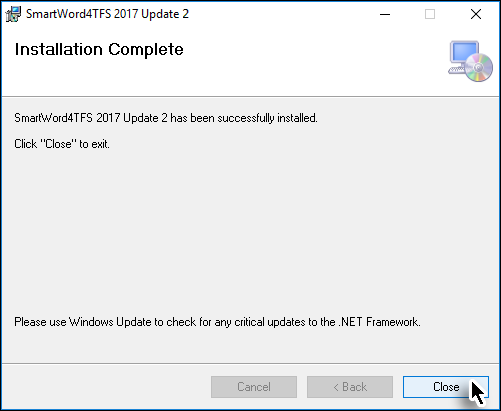 SmartWord4TFS 2017 Update 2
Installation Complete
SmartWord4TFS 2017 Update 2 has been successfully installed.
Click "Close" to exit.
Please use Windows Update to check for any critical updates to the .NET Framework.
Cancel
< Back
Close